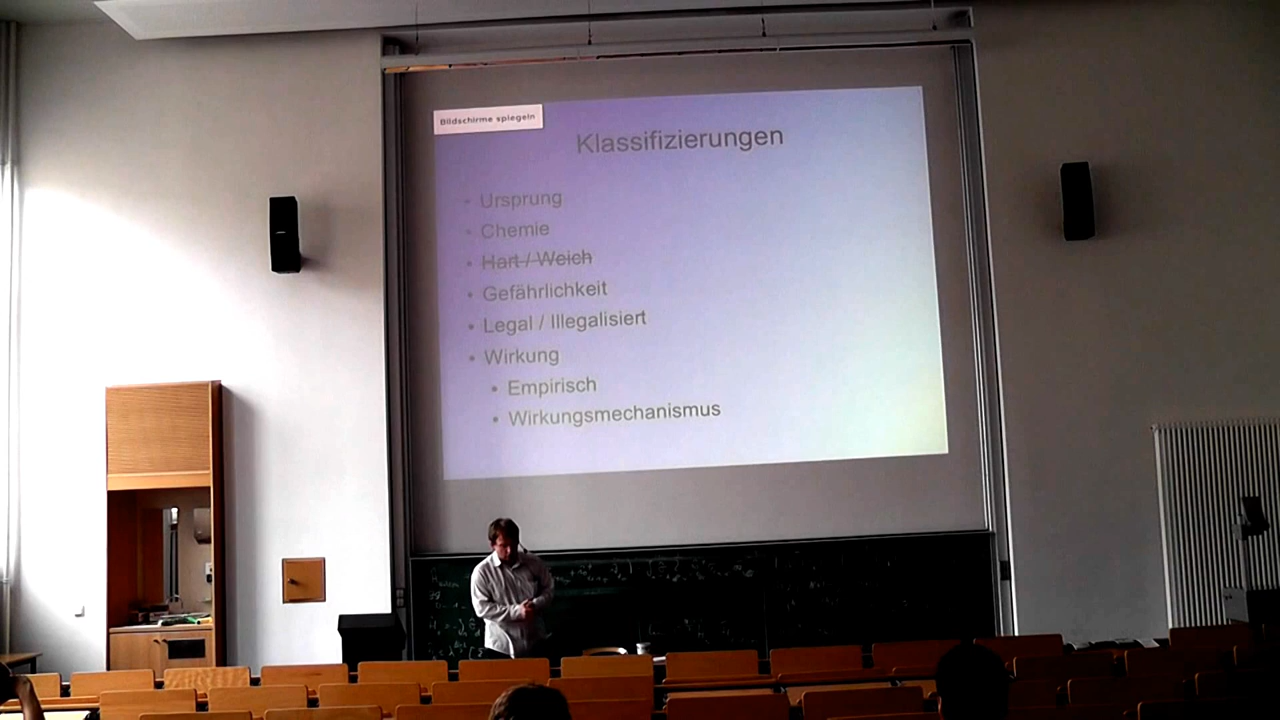 Bildschirme spiegeln
Klassifizierungen
• Ursprung
• Chemie
• Hart / Weich
• Gefährlichkeit
• Legal / Illegalisiert
• Wirkung
• Empirisch
• Wirkungsmechanismus